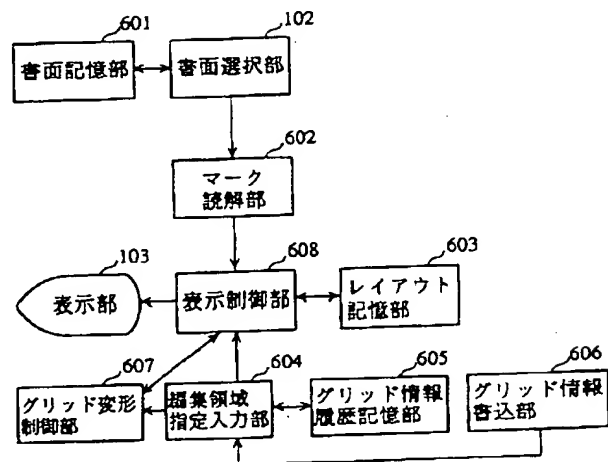 601
102
書面記憶部
書面選択部
602
マーク
読解部
608
603
103
表示部
表示制御部
レイアウト
記憶部
607
604
605
606
グリッド変形
制御部
編集領域
指定入力部
グリッド情報
履歴記憶部
グリッド情報
書込部